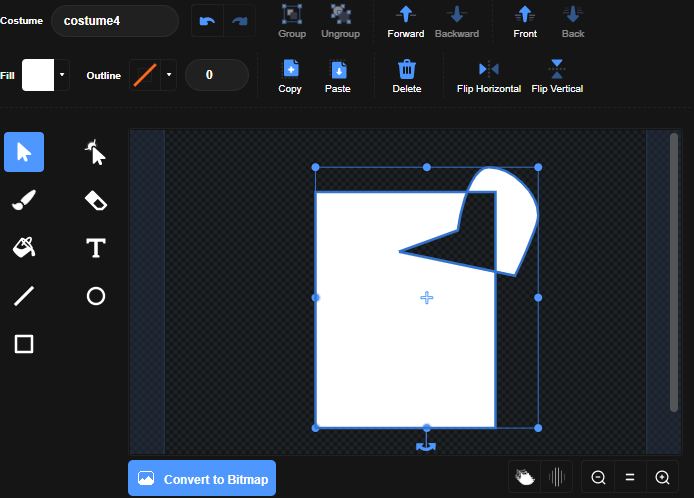 Costume costume4 Group Ungroup Forward Backward Front Back
Fill Outline 0 Copy Paste Delete Flip Horizontal Flip Vertical
T
Convert to Bitmap